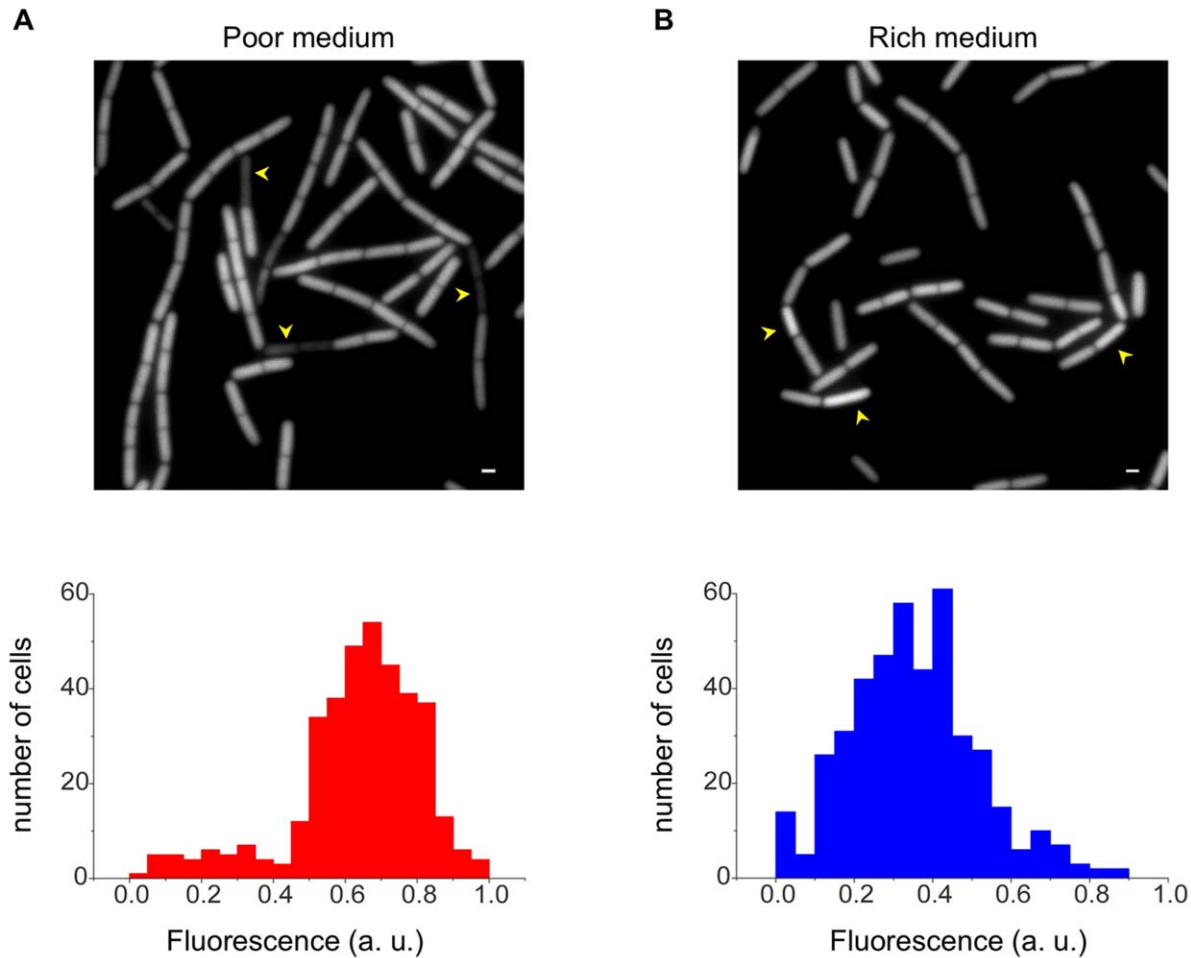 A
Poor medium
B
Rich medium
60
40
20
0
number of cells
0.0 0.2 0.4 0.6 0.8 1.0
Fluorescence (a. u.)
60
40
20
0
number of cells
0.0 0.2 0.4 0.6 0.8 1.0
Fluorescence (a. u.)